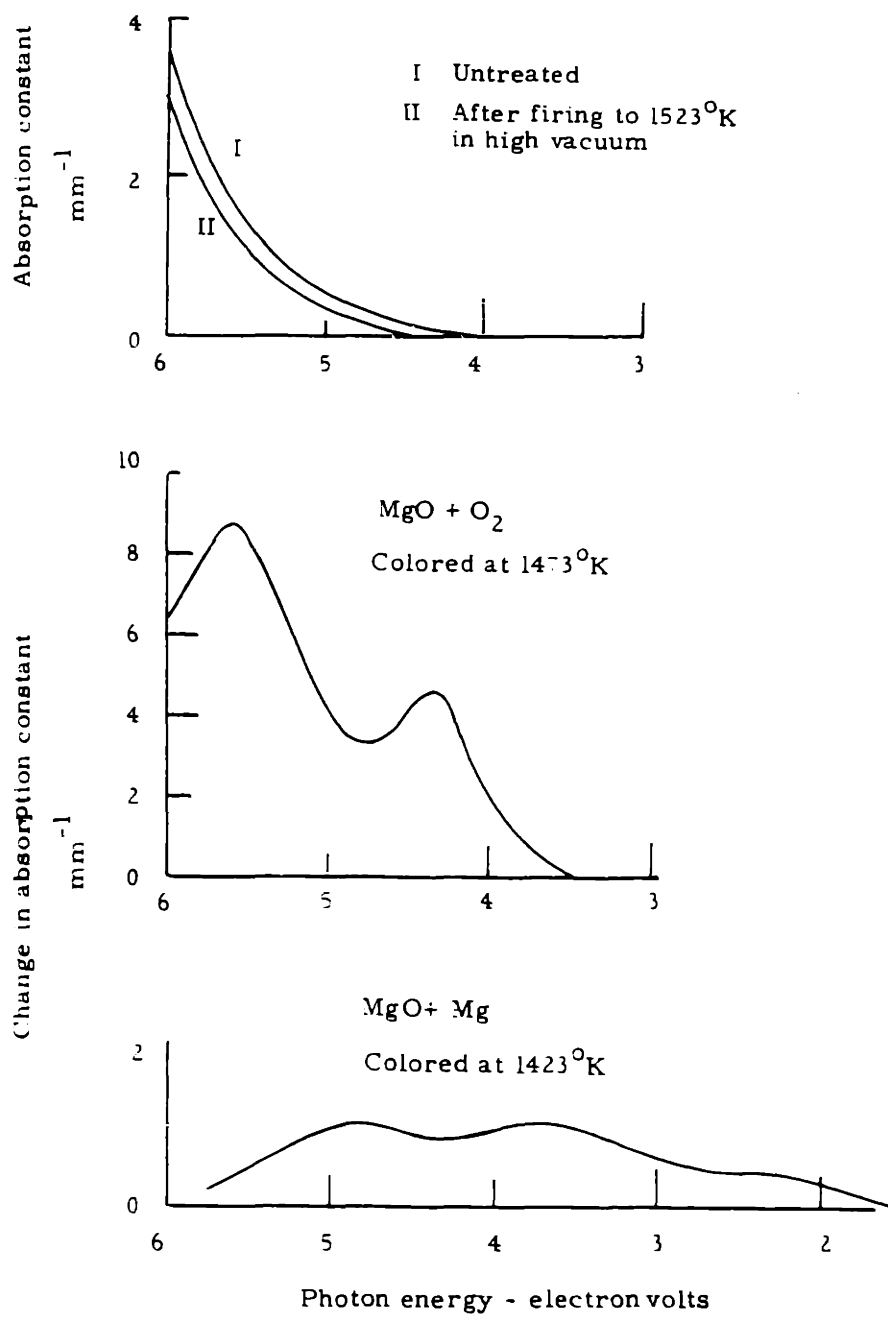 Absorption constant
mm-1
4
2
0
6 5 4 3
I Untreated
II After firing to 1523°K
in high vacuum
I
II
Change in absorption constant
mm-1
10
8
6
4
2
0
6 5 4 3
MgO + O2
Colored at 1473°K
2
0
MgO+ Mg
Colored at 1423°K
6 5 4 3 2
Photon energy - electron volts